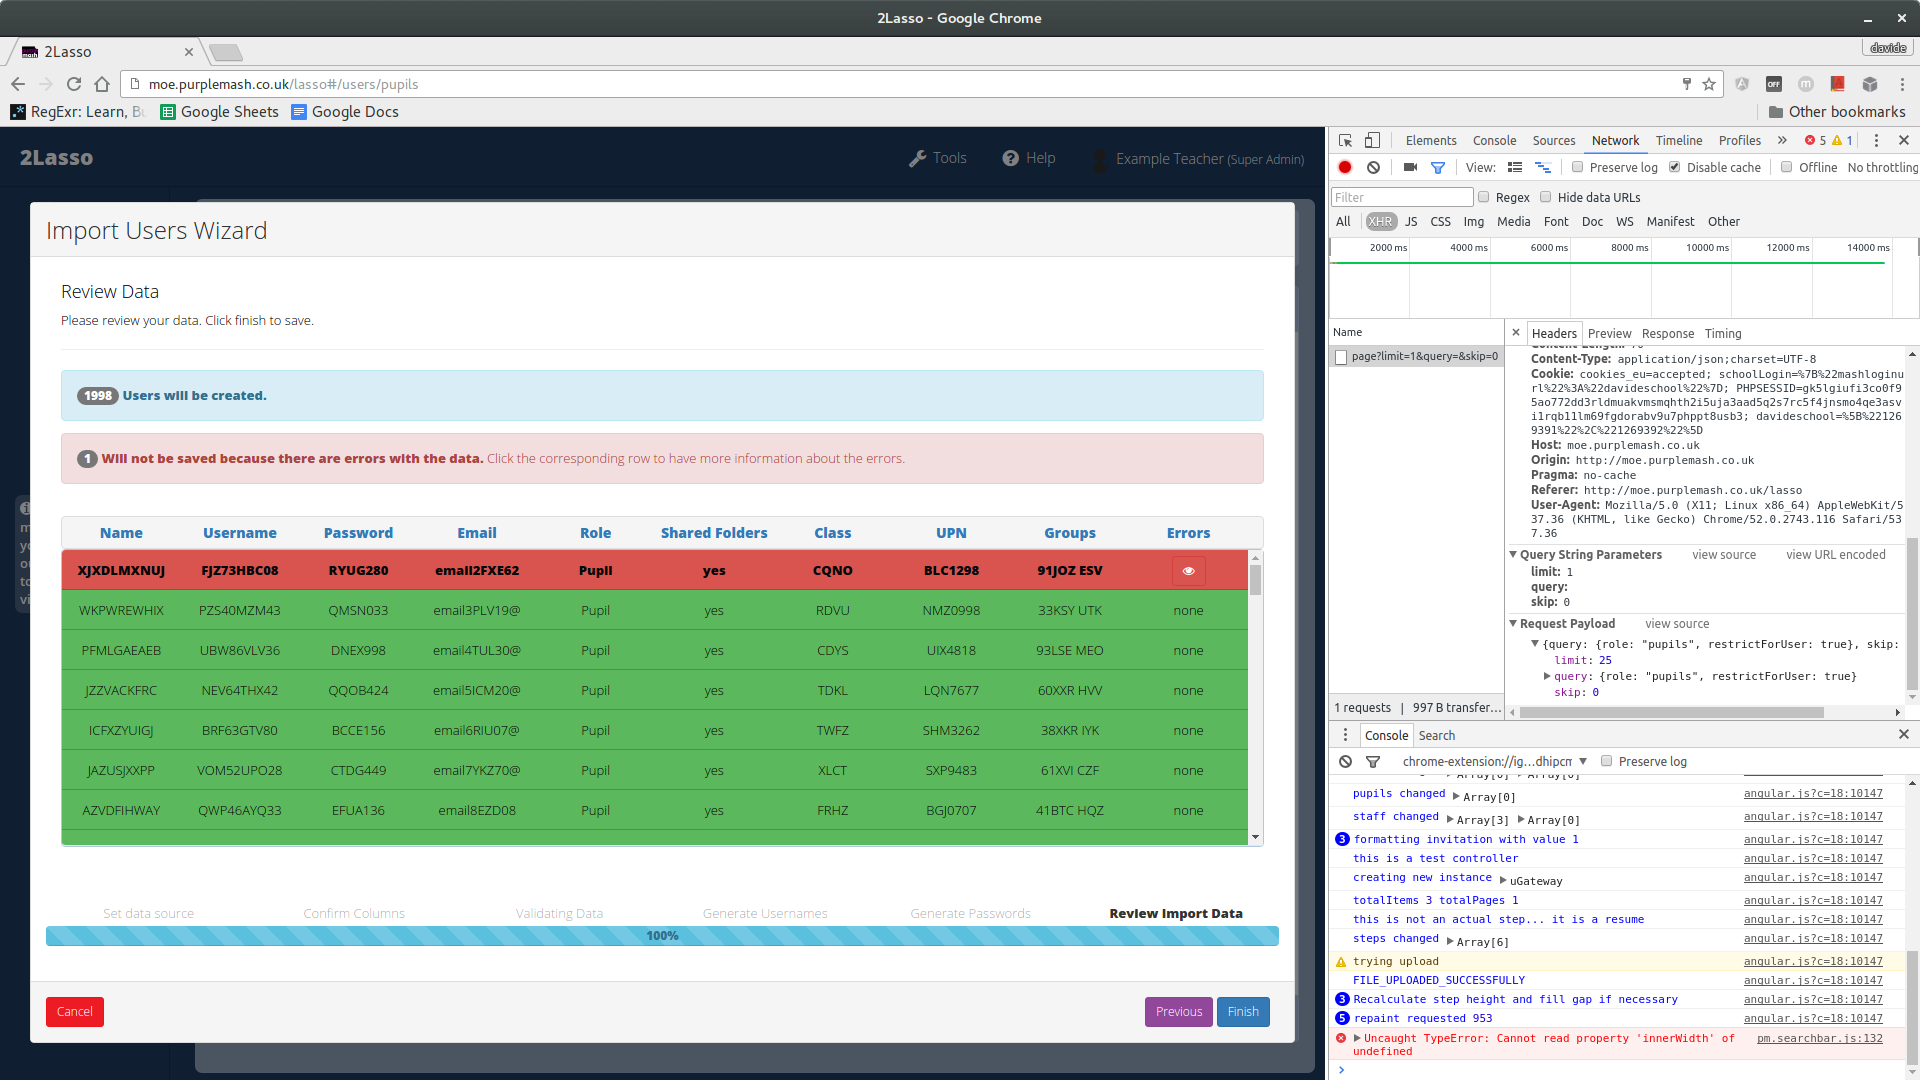 2Lasso - Google Chrome
2Lasso
davide
moe.purplemash.co.uk/lasso#/users/pupils
RegExr: Learn, Bu
Google Sheets
Google Docs
Other bookmarks
2Lasso
Tools
Help
Example Teacher (Super Admin)
Import Users Wizard
Review Data
Please review your data. Click finish to save.
1998 Users will be created.
1 Will not be saved because there are errors with the data. Click the corresponding row to have more information about the errors.
Name Username Password Email Role Shared Folders Class UPN Groups Errors
XJXDLMXNUJ FJZ73HBC08 RYUG280 email2FXE62 Pupil yes CQNO BLC1298 91JOZ ESV
WKPWREWHIX PZS40MZM43 QMSN033 email3PLV19@ Pupil yes RDVU NMZ0998 33KSY UTK none
PFMLGAEAEB UBW86VLV36 DNEX998 email4TUL30@ Pupil yes CDYS UIX4818 93LSE MEO none
JZZVACKFRC NEV64THX42 QQOB424 email5ICM20@ Pupil yes TDKL LQN7677 60XXR HVV none
ICFXZYUIGJ BRF63GTV80 BCCE156 email6RIU07@ Pupil yes TWFZ SHM3262 38XKR IYK none
JAZUSJXXPP VOM52UPO28 CTDG449 email7YKZ70@ Pupil yes XLCT SXP9483 61XVI CZF none
AZVDFIHWAY QWP46AYQ33 EFUA136 email8EZD08 Pupil yes FRHZ BGJ0707 41BTC HQZ none
Set data source Confirm Columns Validating Data Generate Usernames Generate Passwords Review Import Data
100%
Cancel
Previous
Finish
Elements Console Sources Network Timeline Profiles » 5 1
View: Preserve log Disable cache Offline No throttling
Filter Regex Hide data URLs
All XHR JS CSS Img Media Font Doc WS Manifest Other
2000 ms 4000 ms 6000 ms 8000 ms 10000 ms 12000 ms 14000 ms
Name
page?limit=1&query=&skip=0
1 requests | 997 B transfer...
Headers Preview Response Timing
Content-Length: 76
Content-Type: application/json;charset=UTF-8
Cookie: cookies_eu=accepted; schoolLogin=%7B%22mashloginu
rl%22%3A%22davideschool%22%7D; PHPSESSID=gk5lgiufi3co0f9
5ao772dd3rldmuakvmsmqhth2i5uja3aad5q2s7rc5f4jnsmo4qe3asv
i1rqb11lm69fgdorabv9u7phppt8usb3; davideschool=%5B%22126
9391%22%2C%221269392%22%5D
Host: moe.purplemash.co.uk
Origin: http://moe.purplemash.co.uk
Pragma: no-cache
Referer: http://moe.purplemash.co.uk/lasso
User-Agent: Mozilla/5.0 (X11; Linux x86_64) AppleWebKit/5
37.36 (KHTML, like Gecko) Chrome/52.0.2743.116 Safari/53
7.36
Query String Parameters view source view URL encoded
limit: 1
query:
skip: 0
Request Payload view source
{query: {role: "pupils", restrictForUser: true}, skip:
limit: 25
query: {role: "pupils", restrictForUser: true}
skip: 0
Console Search
chrome-extension://ig...dhipcm Preserve log
Array[0] Array[0]
pupils changed Array[0] angular.js?c=18:10147
staff changed Array[3] Array[0] angular.js?c=18:10147
3 formatting invitation with value 1 angular.js?c=18:10147
this is a test controller angular.js?c=18:10147
creating new instance uGateway angular.js?c=18:10147
totalItems 3 totalPages 1 angular.js?c=18:10147
this is not an actual step... it is a resume angular.js?c=18:10147
steps changed Array[6] angular.js?c=18:10147
trying upload angular.js?c=18:10147
FILE_UPLOADED_SUCCESSFULLY angular.js?c=18:10147
3 Recalculate step height and fill gap if necessary angular.js?c=18:10147
5 repaint requested 953 angular.js?c=18:10147
Uncaught TypeError: Cannot read property 'innerWidth' of pm.searchbar.js:132
undefined